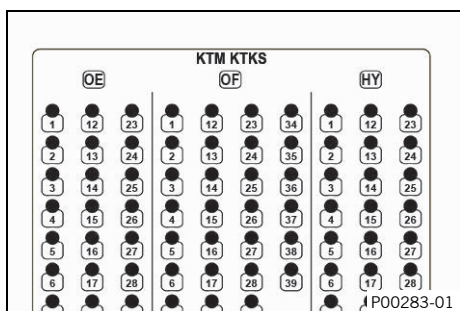 KTM KTKS
OE OF HY
1 12 23 1 12 23 34 1 12 23
2 13 24 2 13 24 35 2 13 24
3 14 25 3 14 25 36 3 14 25
4 15 26 4 15 26 37 4 15 26
5 16 27 5 16 27 38 5 16 27
6 17 28 6 17 28 39 6 17 28
P00283-01